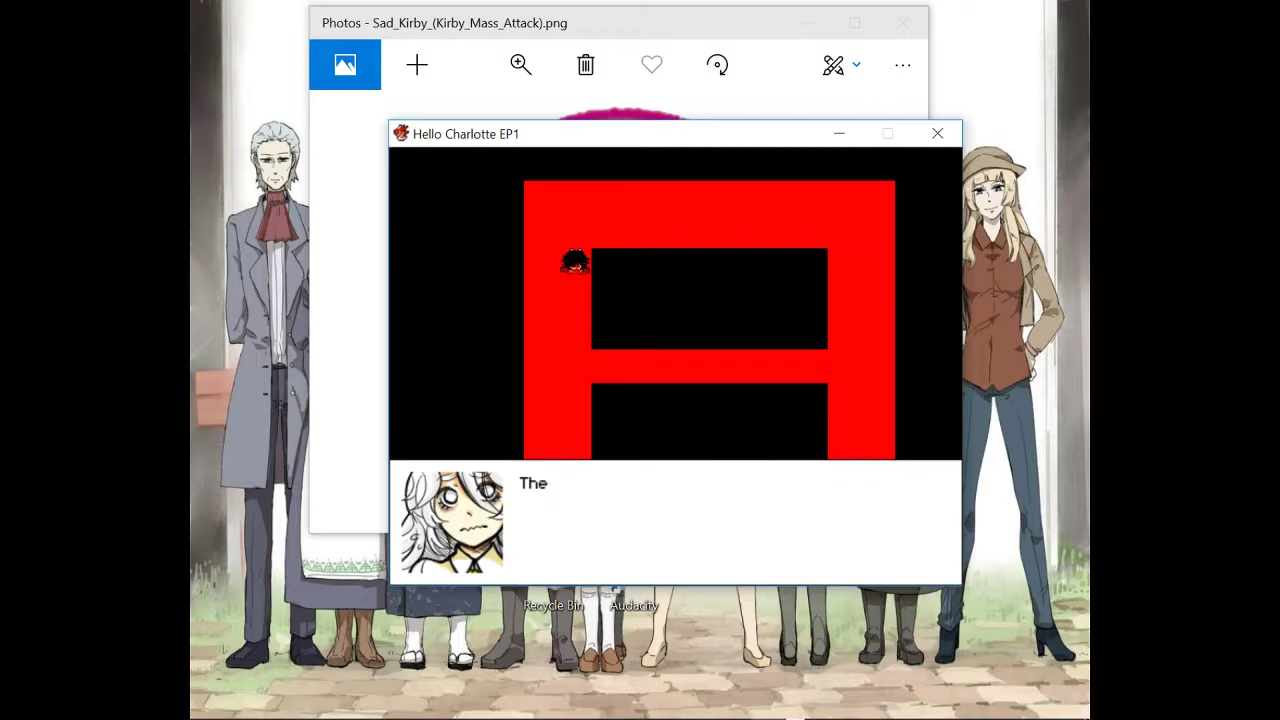 Photos - Sad_Kirby_(Kirby_Mass_Attack).png
Hello Charlotte EP1
The
Recycle Bin
Audacity